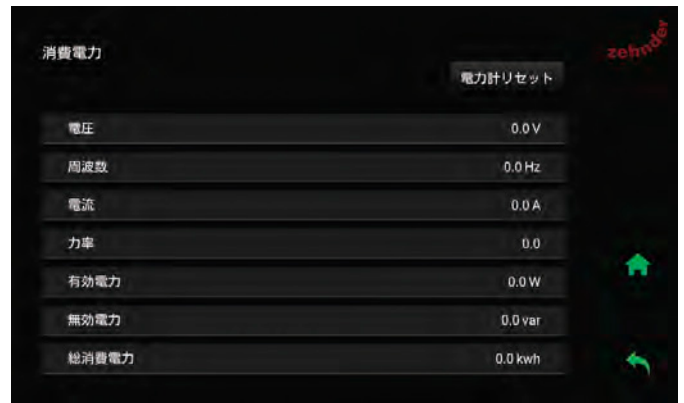 消費電力
zehnder
電力計リセット
電圧 0.0 V
周波数 0.0 Hz
電流 0.0 A
力率 0.0
有効電力 0.0 W
無効電力 0.0 var
総消費電力 0.0 kwh